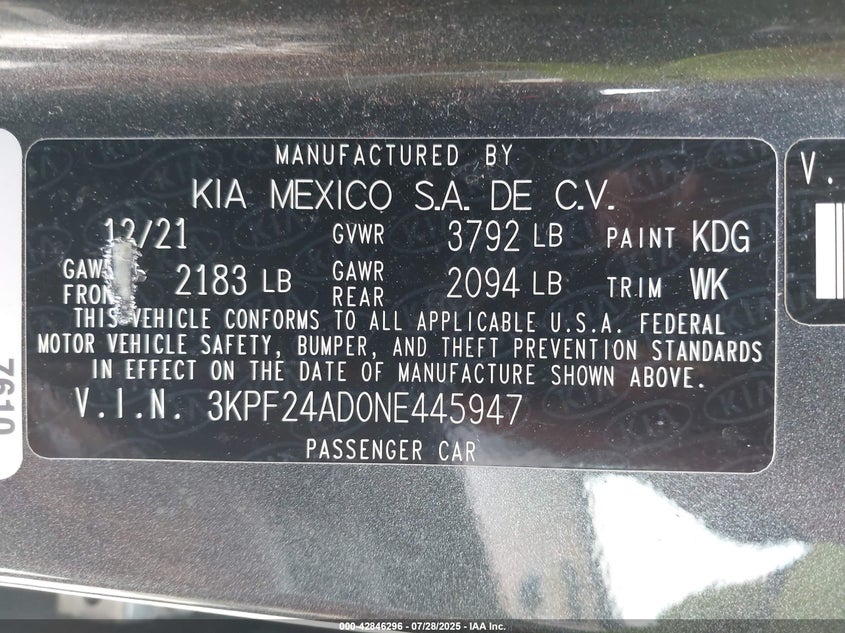 MANUFACTURED BY
KIA MEXICO S.A. DE C.V.
12/21 GVWR 3792 LB PAINT KDG
GAWR FRONT 2183 LB GAWR REAR 2094 LB TRIM WK
THIS VEHICLE CONFORMS TO ALL APPLICABLE U.S.A. FEDERAL
MOTOR VEHICLE SAFETY, BUMPER, AND THEFT PREVENTION STANDARDS
IN EFFECT ON THE DATE OF MANUFACTURE SHOWN ABOVE.
V.I.N. 3KPF24AD0NE445947
PASSENGER CAR
V.
7610
000-42846296 - 07/28/2025 - IAA Inc.